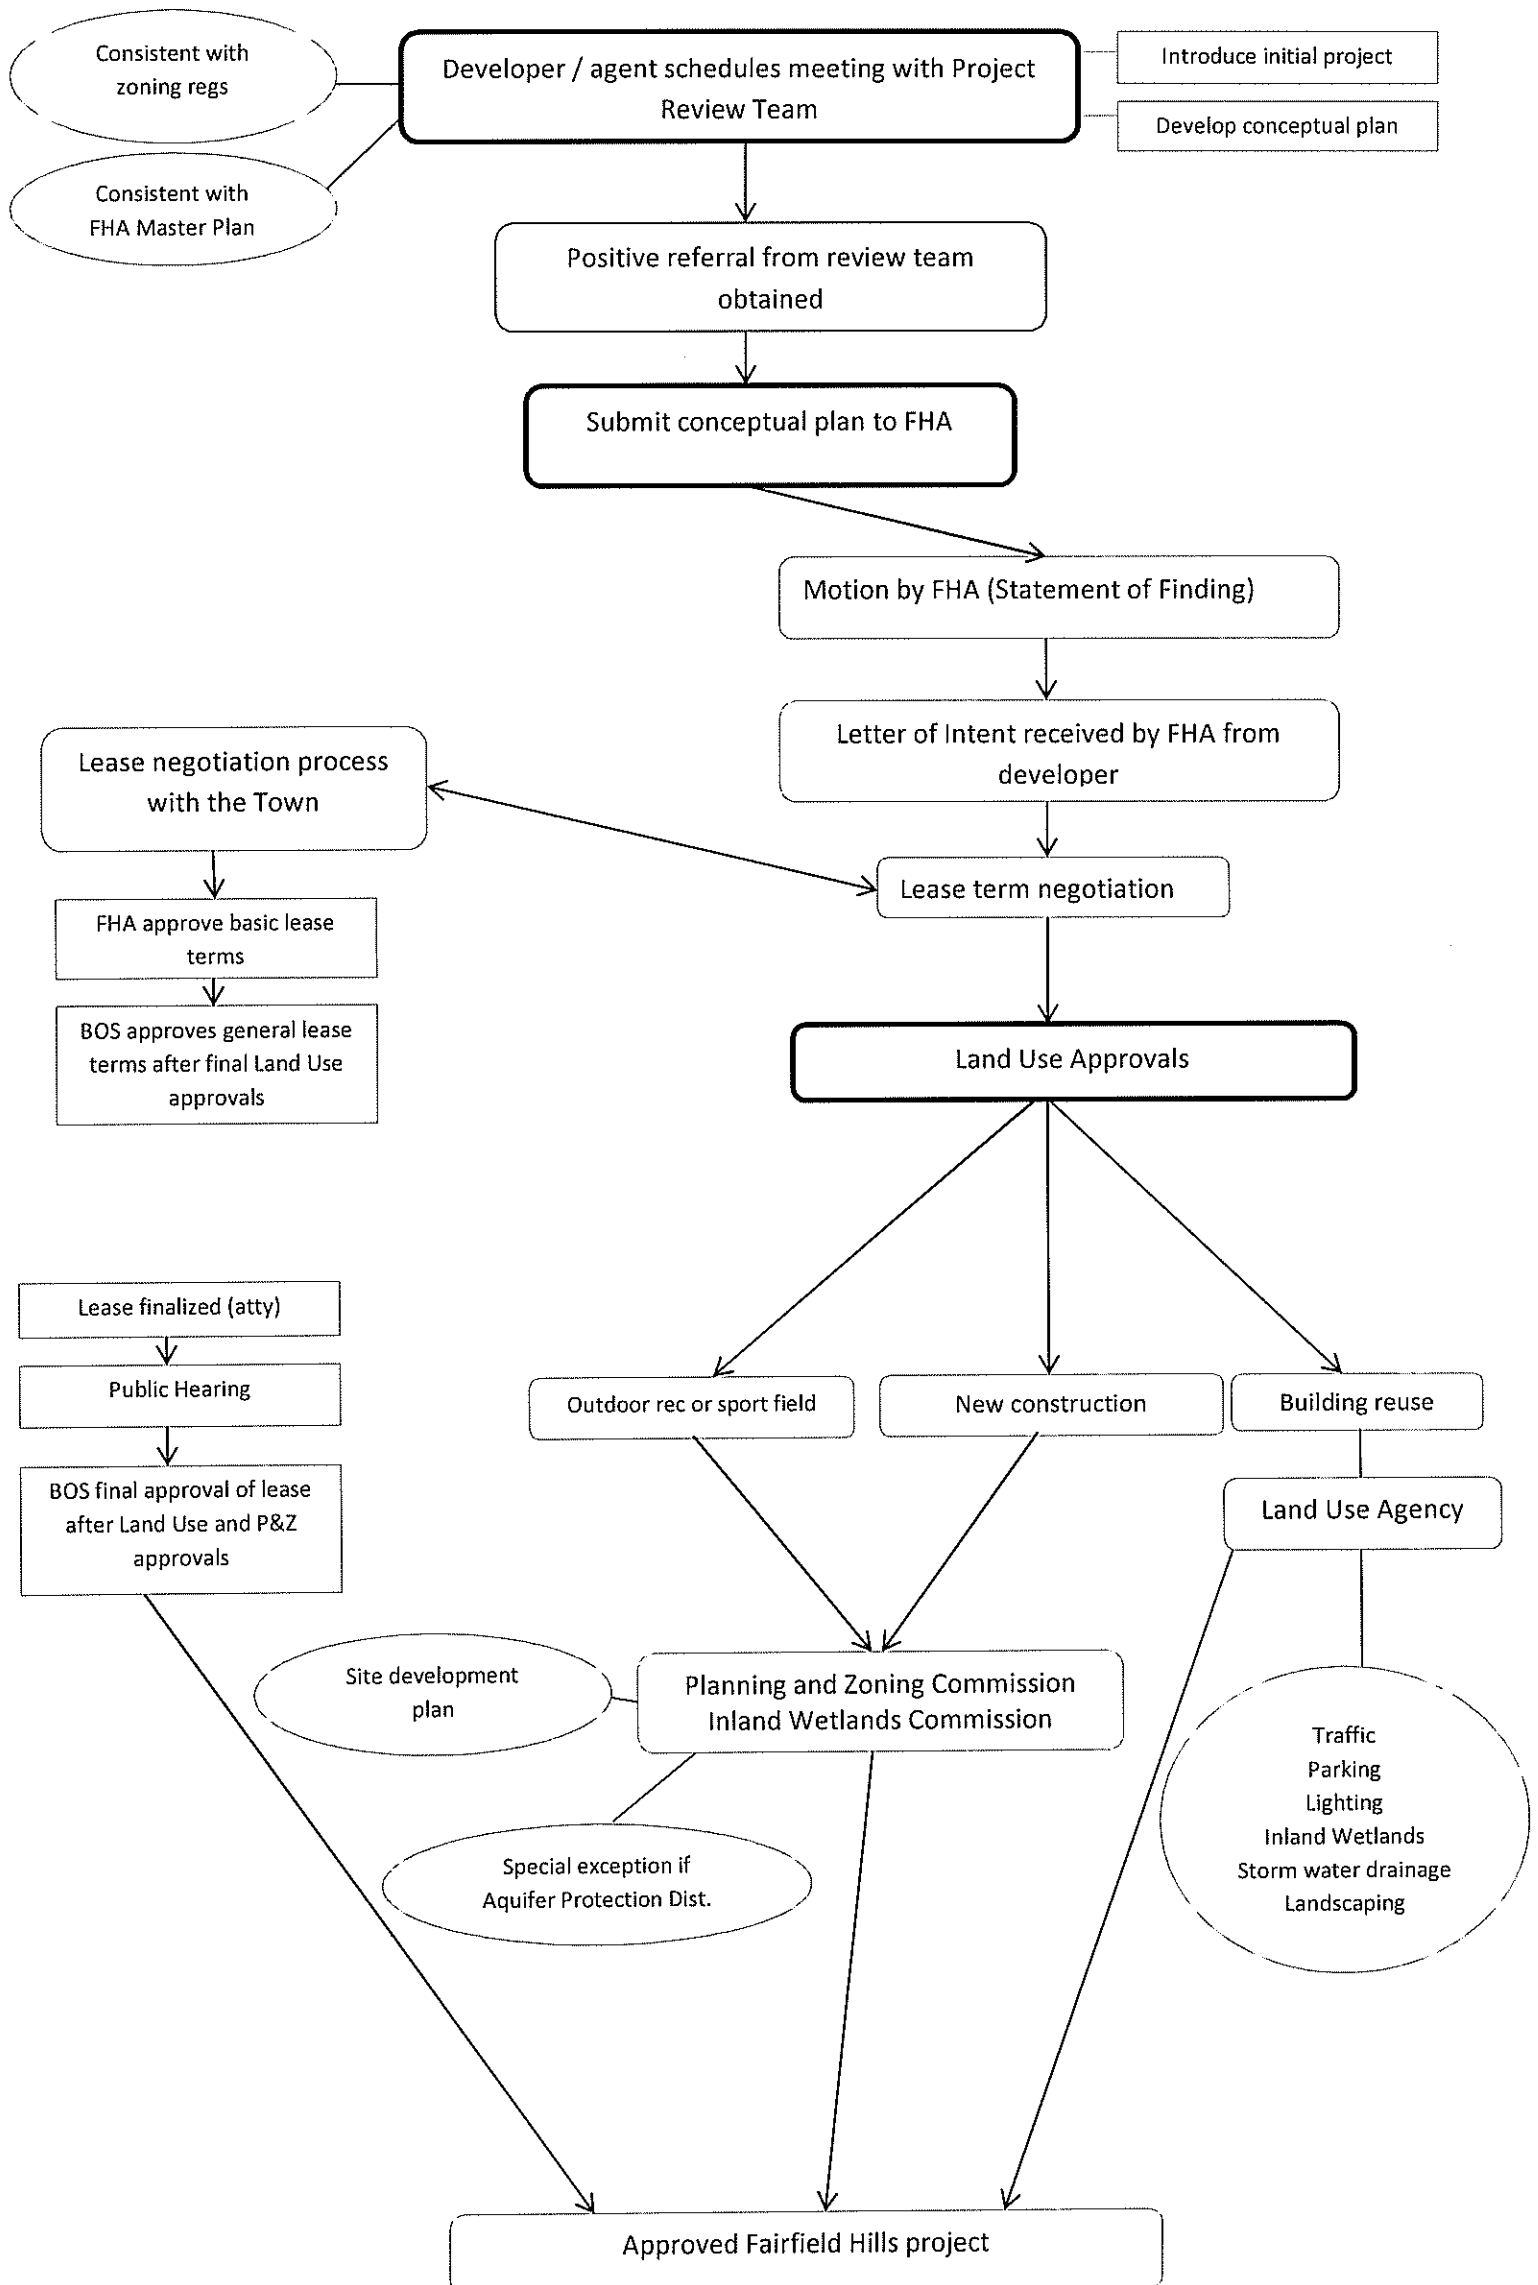 Consistent with
zoning regs
Developer / agent schedules meeting with Project
Review Team
Introduce initial project
Develop conceptual plan
Consistent with
FHA Master Plan
Positive referral from review team
obtained
Submit conceptual plan to FHA
Motion by FHA (Statement of Finding)
Letter of Intent received by FHA from
developer
Lease negotiation process
with the Town
Lease term negotiation
FHA approve basic lease
terms
BOS approves general lease
terms after final Land Use
approvals
Land Use Approvals
Lease finalized (atty)
Public Hearing
BOS final approval of lease
after Land Use and P&Z
approvals
Outdoor rec or sport field
New construction
Building reuse
Land Use Agency
Site development
plan
Planning and Zoning Commission
Inland Wetlands Commission
Special exception if
Aquifer Protection Dist.
Traffic
Parking
Lighting
Inland Wetlands
Storm water drainage
Landscaping
Approved Fairfield Hills project